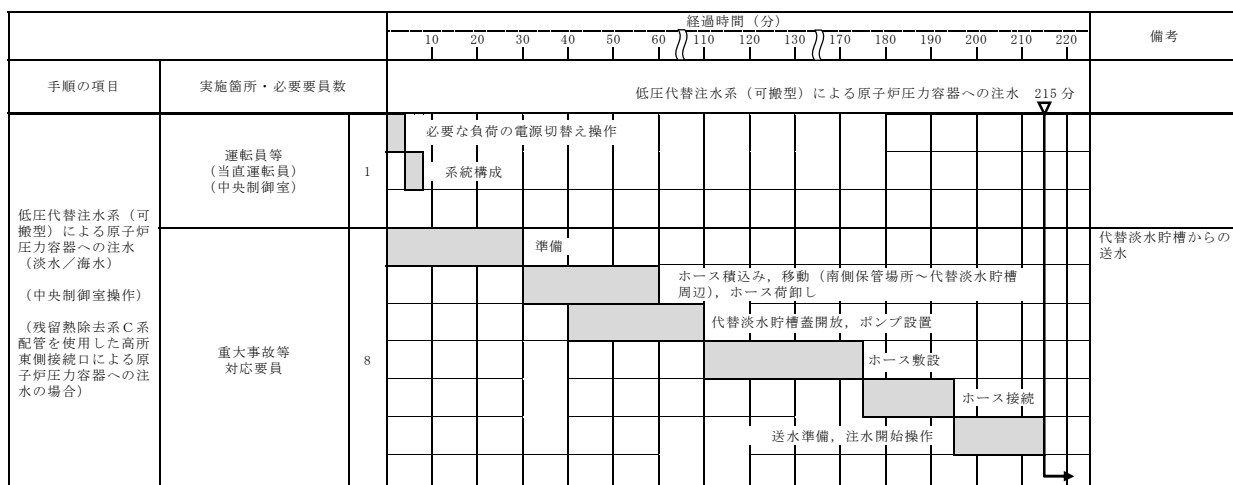 経過時間（分）
備考
10 20 30 40 50 60 110 120 130 170 180 190 200 210 220
手順の項目
実施箇所・必要要員数
低圧代替注水系（可搬型）による原子炉圧力容器への注水 215分
低圧代替注水系（可
搬型）による原子炉
圧力容器への注水
（淡水／海水）
（中央制御室操作）
（残留熱除去系Ｃ系
配管を使用した高所
東側接続口による原
子炉圧力容器への注
水の場合）
運転員等
（当直運転員）
（中央制御室）
1
必要な負荷の電源切替え操作
系統構成
重大事故等
対応要員
8
準備
ホース積込み，移動（南側保管場所～代替淡水貯槽
周辺），ホース荷卸し
代替淡水貯槽蓋開放，ポンプ設置
ホース敷設
ホース接続
送水準備，注水開始操作
代替淡水貯槽からの
送水